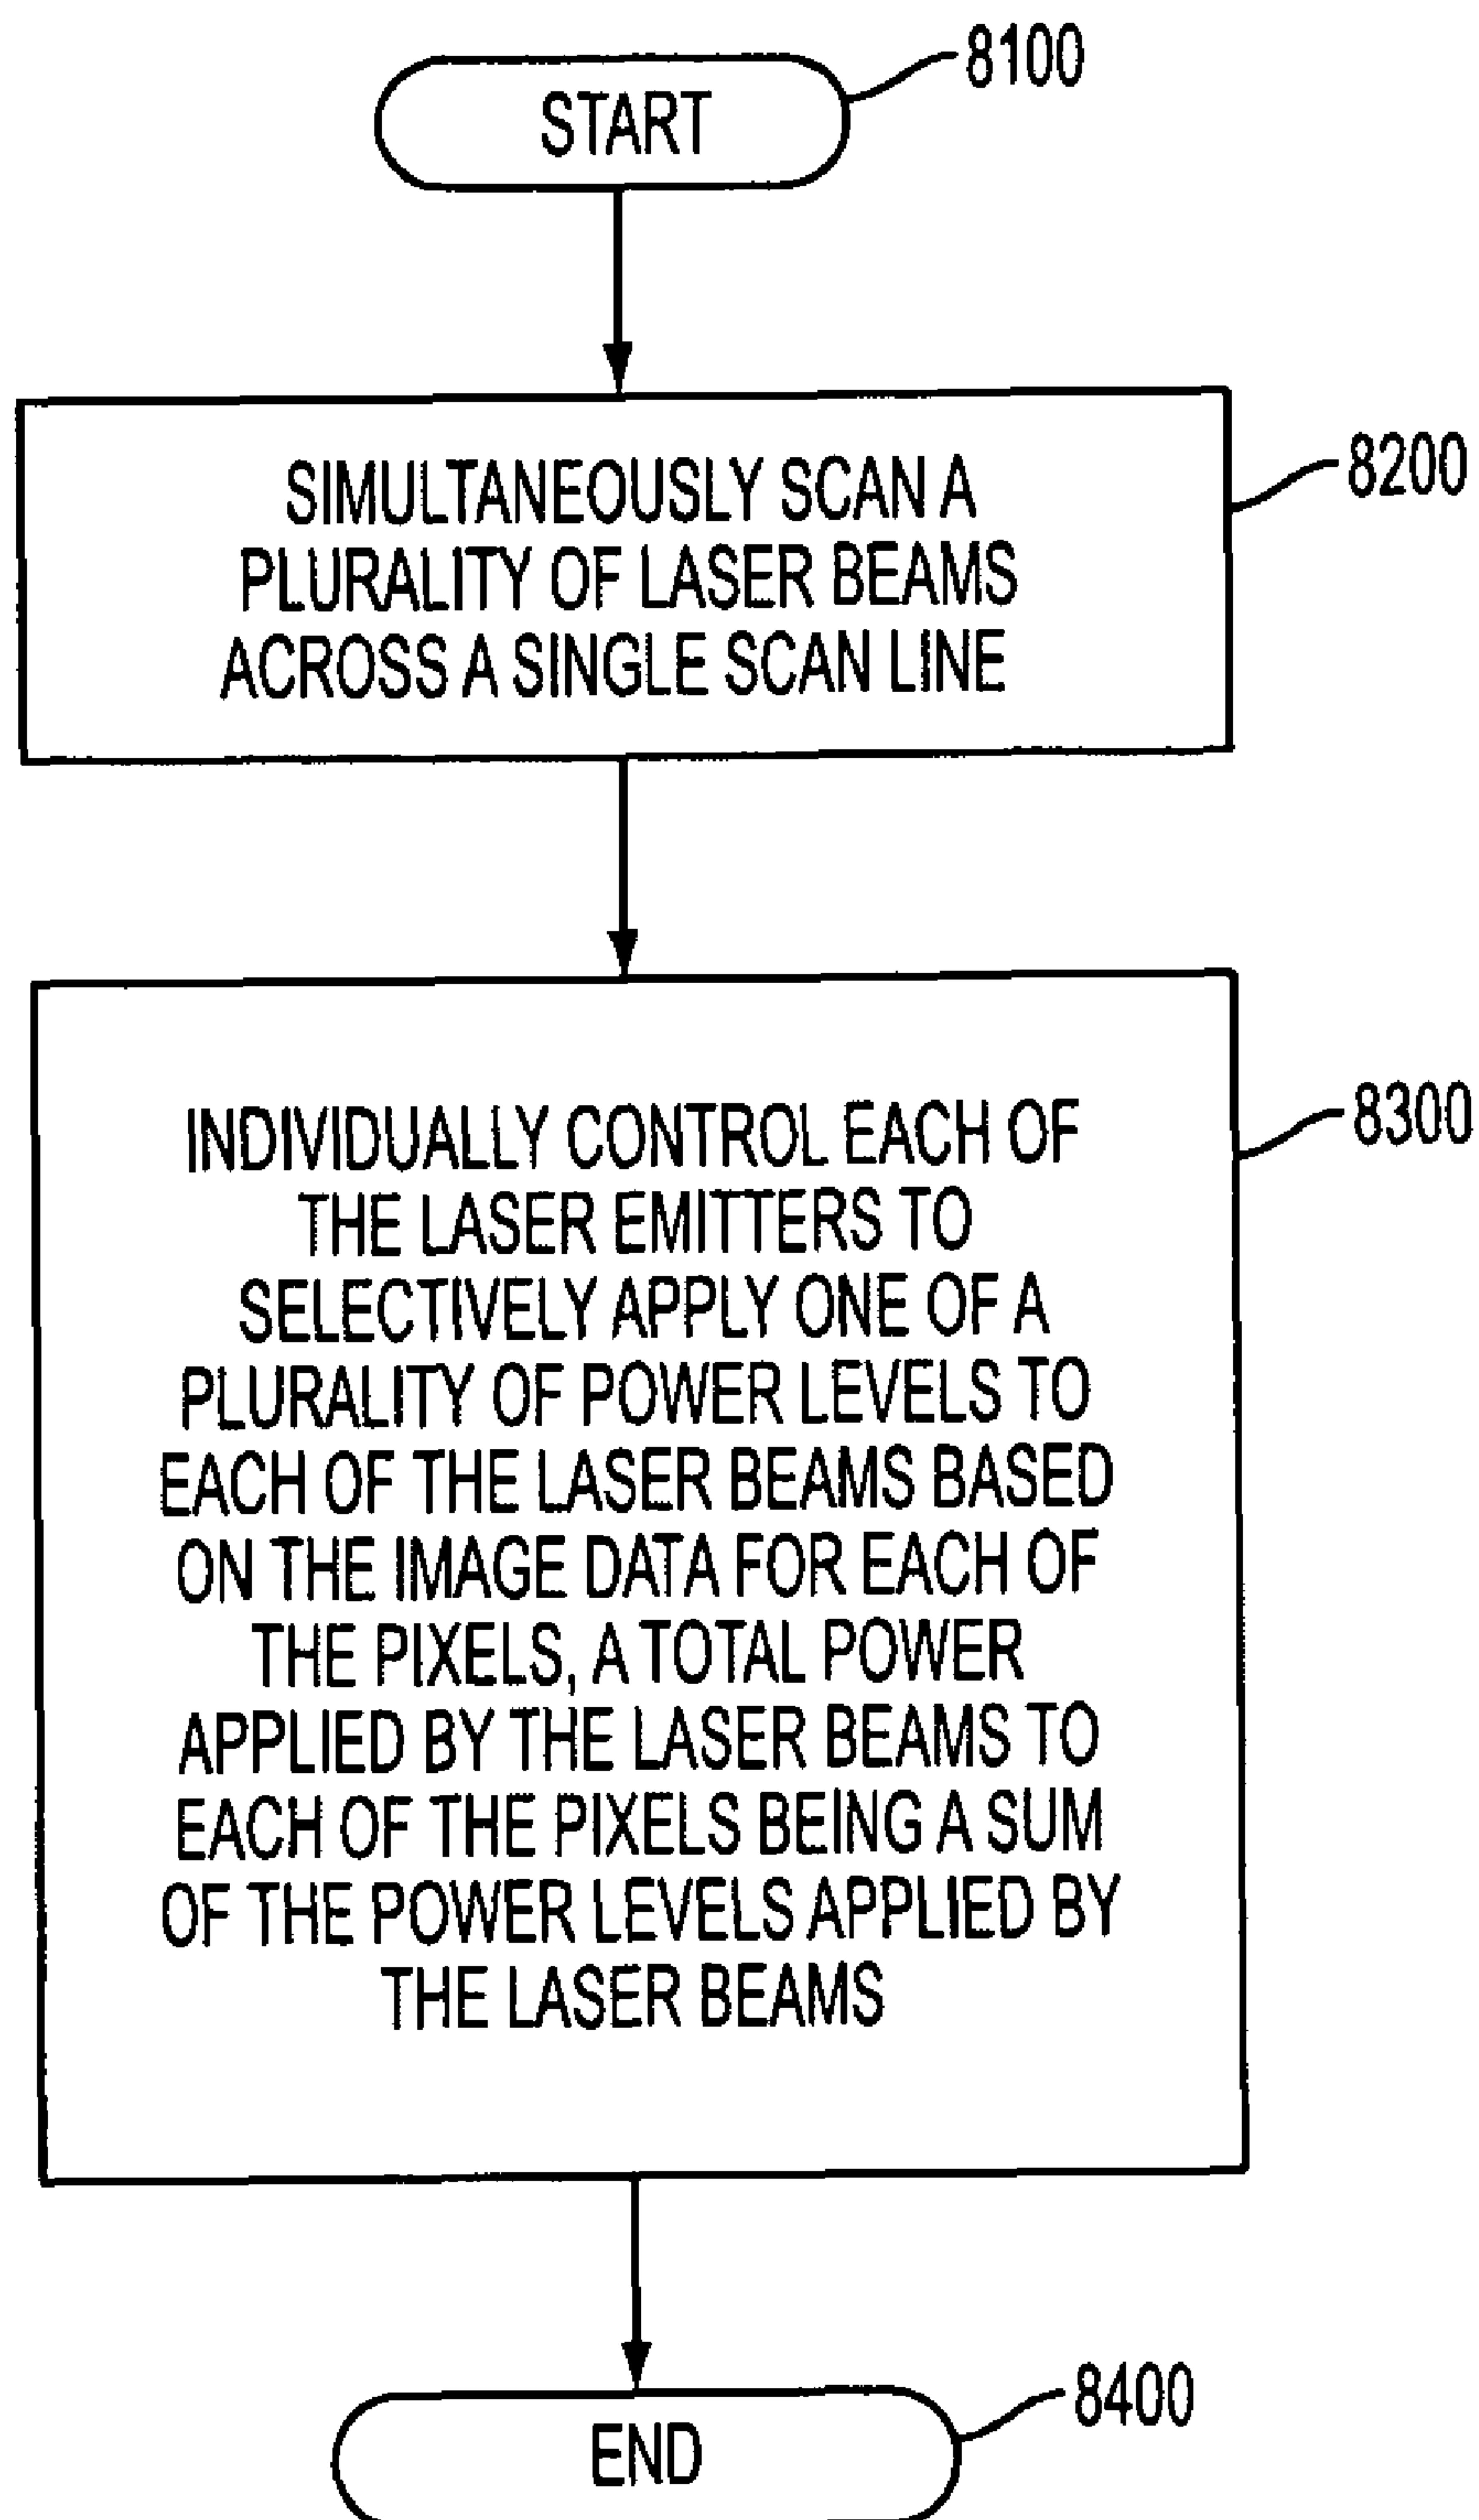 8100
START
SIMULTANEOUSLY SCAN A
PLURALITY OF LASER BEAMS
ACROSS A SINGLE SCAN LINE
8200
INDIVIDUALLY CONTROL EACH OF
THE LASER EMITTERS TO
SELECTIVELY APPLY ONE OF A
PLURALITY OF POWER LEVELS TO
EACH OF THE LASER BEAMS BASED
ON THE IMAGE DATA FOR EACH OF
THE PIXELS, A TOTAL POWER
APPLIED BY THE LASER BEAMS TO
EACH OF THE PIXELS BEING A SUM
OF THE POWER LEVELS APPLIED BY
THE LASER BEAMS
8300
8400
END